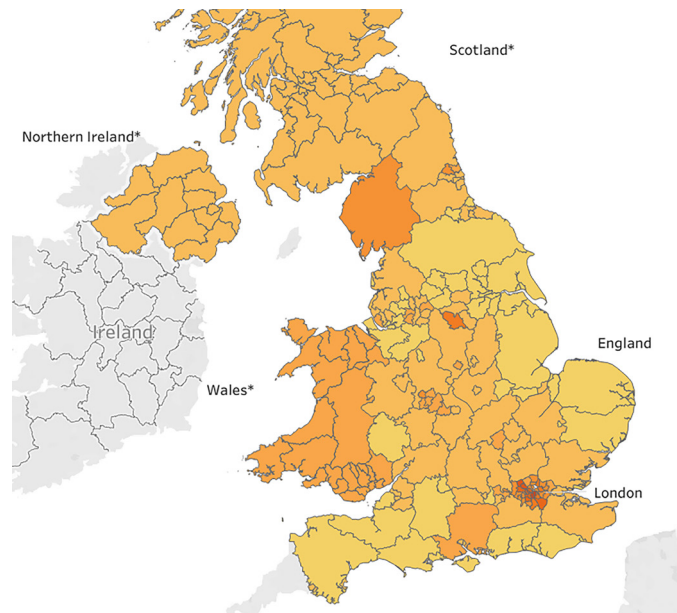 Scotland*
Northern Ireland*
Ireland
England
Wales*
London